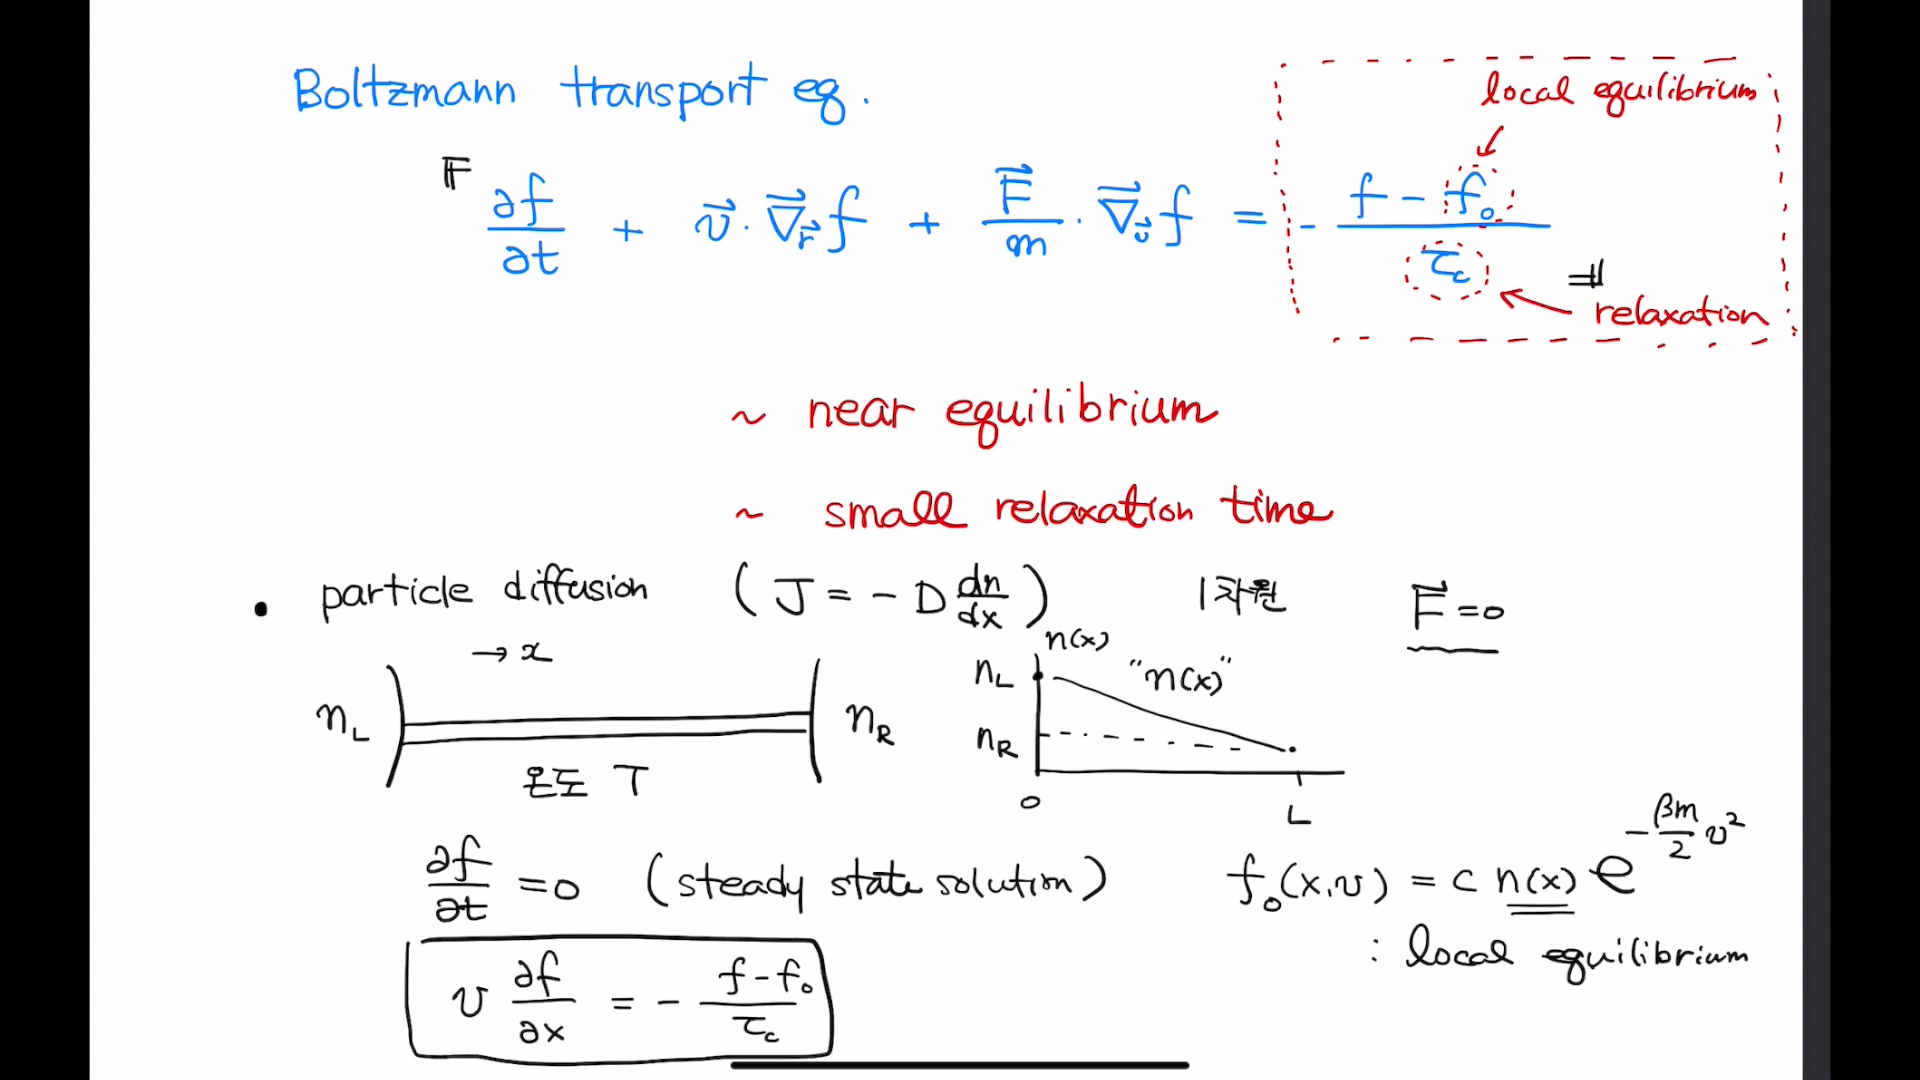 Boltzmann transport eq.
local equilibrium
∂f/∂t + v⃗·∇⃗_r⃗ f + F⃗/m · ∇⃗_v⃗ f = - (f - f₀)/τ_c
relaxation
~ near equilibrium
~ small relaxation time
• particle diffusion ( J = - D dn/dx ) 1차원 F⃗ = 0
→ x
n(x)
n_L n_R
온도 T
n_L "n(x)"
n_R
0 L
∂f/∂t = 0 (steady state solution) f₀(x,v) = c n(x) e^(-βm/2 v²)
: local equilibrium
v ∂f/∂x = - (f - f₀)/τ_c